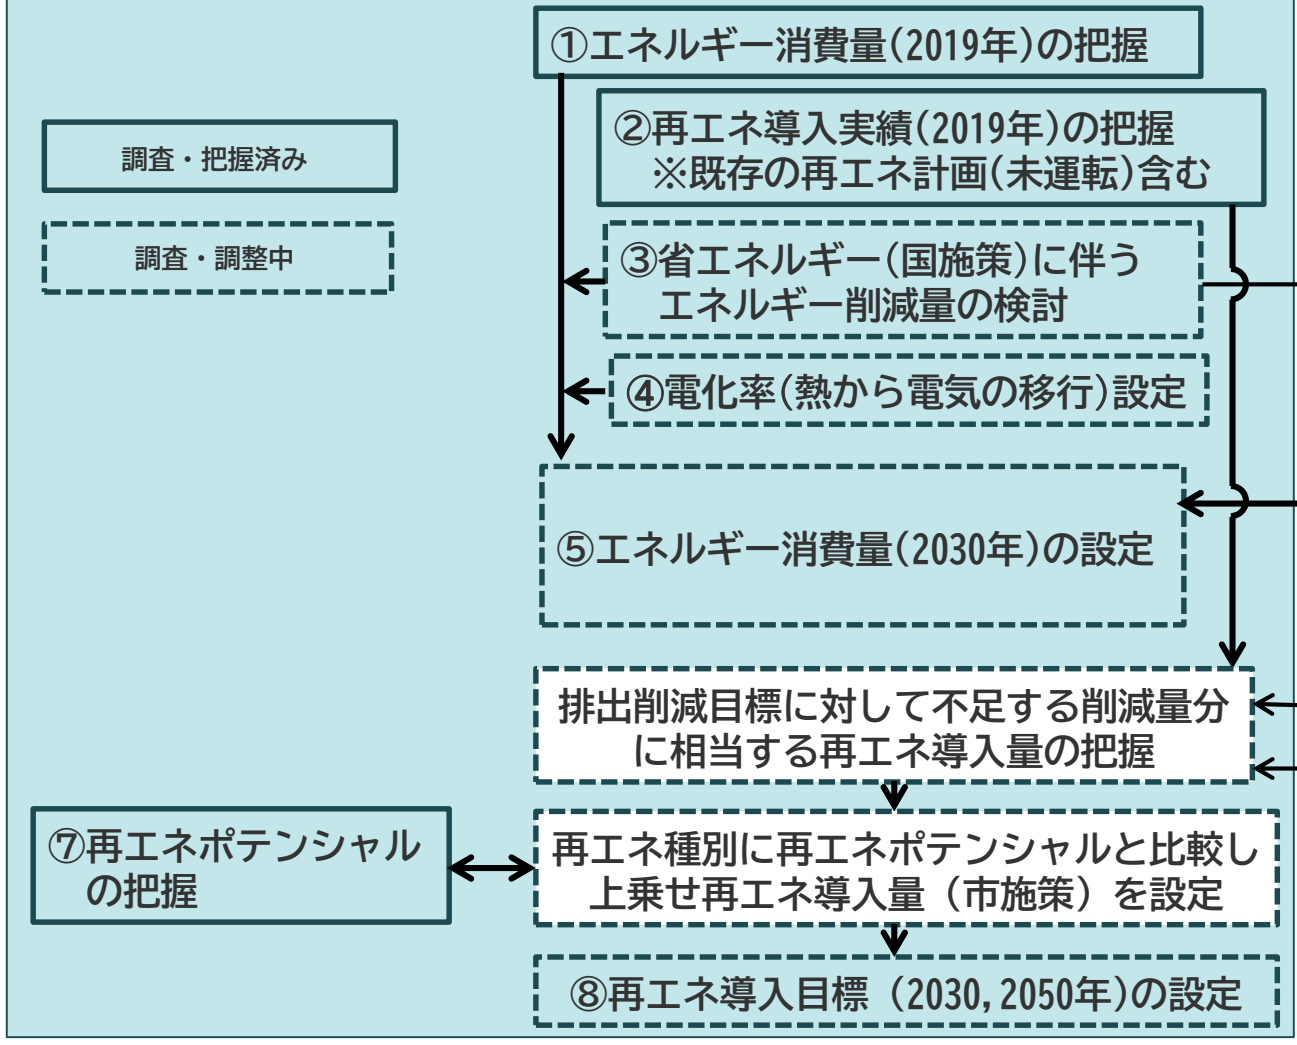 ①エネルギー消費量(2019年)の把握
②再エネ導入実績(2019年)の把握
※既存の再エネ計画(未運転)含む
調査・把握済み
調査・調整中
③省エネルギー(国施策)に伴う
エネルギー削減量の検討
④電化率(熱から電気の移行)設定
⑤エネルギー消費量(2030年)の設定
排出削減目標に対して不足する削減量分
に相当する再エネ導入量の把握
⑦再エネポテンシャル
の把握
再エネ種別に再エネポテンシャルと比較し
上乗せ再エネ導入量（市施策）を設定
⑧再エネ導入目標（2030,2050年)の設定